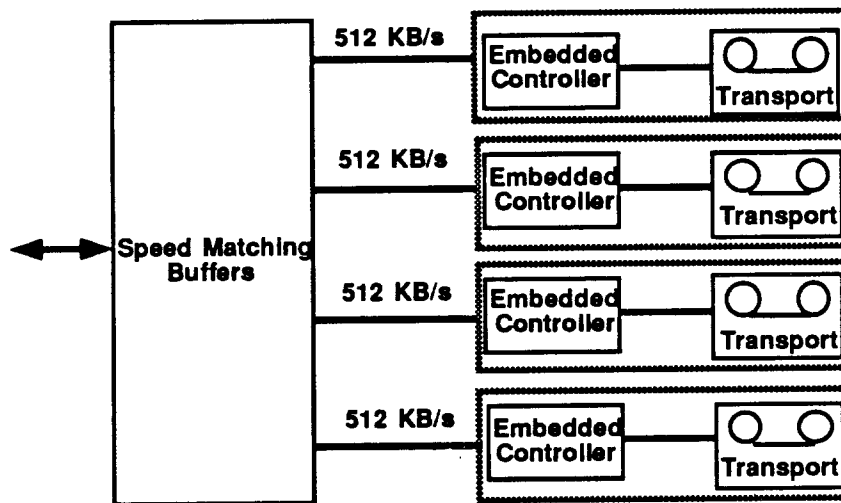 512 KB/s
Embedded
Controller
Transport
512 KB/s
Embedded
Controller
Transport
Speed Matching
Buffers
512 KB/s
Embedded
Controller
Transport
512 KB/s
Embedded
Controller
Transport